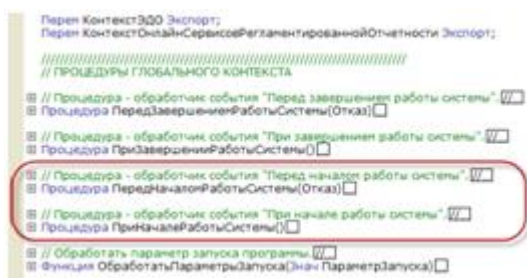 Перем КонтекстЭДО Экспорт;
Перем КонтекстОнлайнСервисовРегламентированнойОтчетности Экспорт;
////////////////////////////////////////////////////////////////////////////////
// ПРОЦЕДУРЫ ГЛОБАЛЬНОГО КОНТЕКСТА
// Процедура - обработчик события "Перед завершением работы системы".
Процедура ПередЗавершениемРаботыСистемы(Отказ)
// Процедура - обработчик события "При завершении работы системы".
Процедура ПриЗавершенииРаботыСистемы()
// Процедура - обработчик события "Перед началом работы системы".
Процедура ПередНачаломРаботыСистемы(Отказ)
// Процедура - обработчик события "При начале работы системы".
Процедура ПриНачалеРаботыСистемы()
// Обработать параметр запуска программы.
Функция ОбработатьПараметрыЗапуска(Знач ПараметрЗапуска)